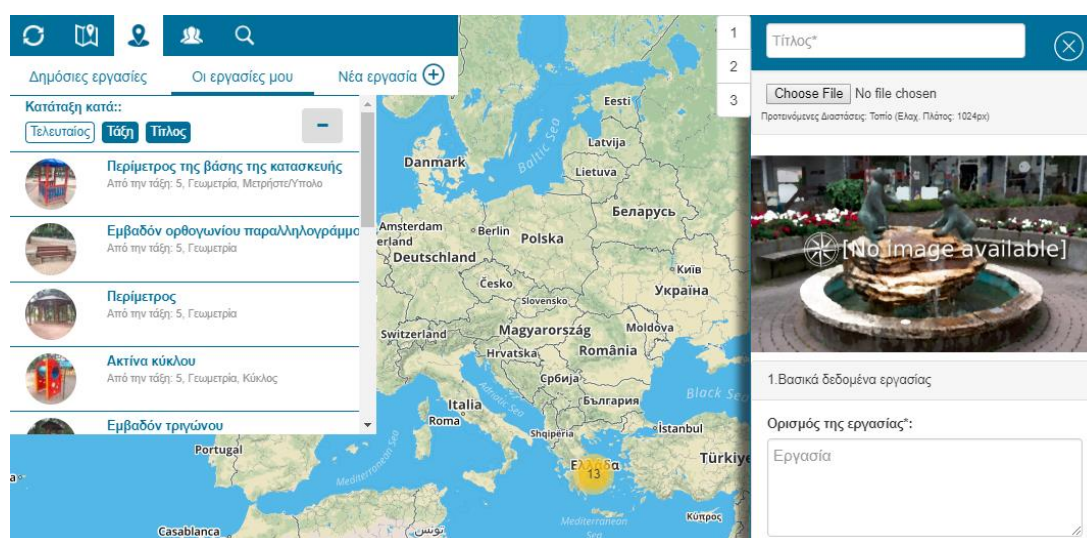 Δημόσιες εργασίες
Οι εργασίες μου
Νέα εργασία
Κατάταξη κατά::
Τελευταίος Τάξη Τίτλος
Περίμετρος της βάσης της κατασκευής
Από την τάξη: 5, Γεωμετρία, Μετρήστε/Υπολο
Εμβαδόν ορθογωνίου παραλληλογράμμο
Από την τάξη: 5, Γεωμετρία
Περίμετρος
Από την τάξη: 5, Γεωμετρία
Ακτίνα κύκλου
Από την τάξη: 5, Γεωμετρία, Κύκλος
Εμβαδόν τριγώνου
Eesti
Baltic Sea
Latvija
Danmark
Lietuva
Беларусь
Amsterdam
erland
Berlin
Polska
Deutschland
Київ
Česko
Україна
Slovensko
Switzerland
Magyarország
Moldova
Hrvatska
România
Србија
Adriatic Sea
Black Sea
Italia
България
Roma
Shqipëria
İstanbul
Portugal
Ελλάδα
13
Türkiye
Mediterranean
Casablanca
تونس
Mediterranean
Sea
Κύπρος
1
2
3
Τίτλος*
Choose File No file chosen
Προτεινόμενες Διαστάσεις: Τοπίο (Ελαχ. Πλάτος: 1024px)
[No image available]
1.Βασικά δεδομένα εργασίας
Ορισμός της εργασίας*:
Εργασία